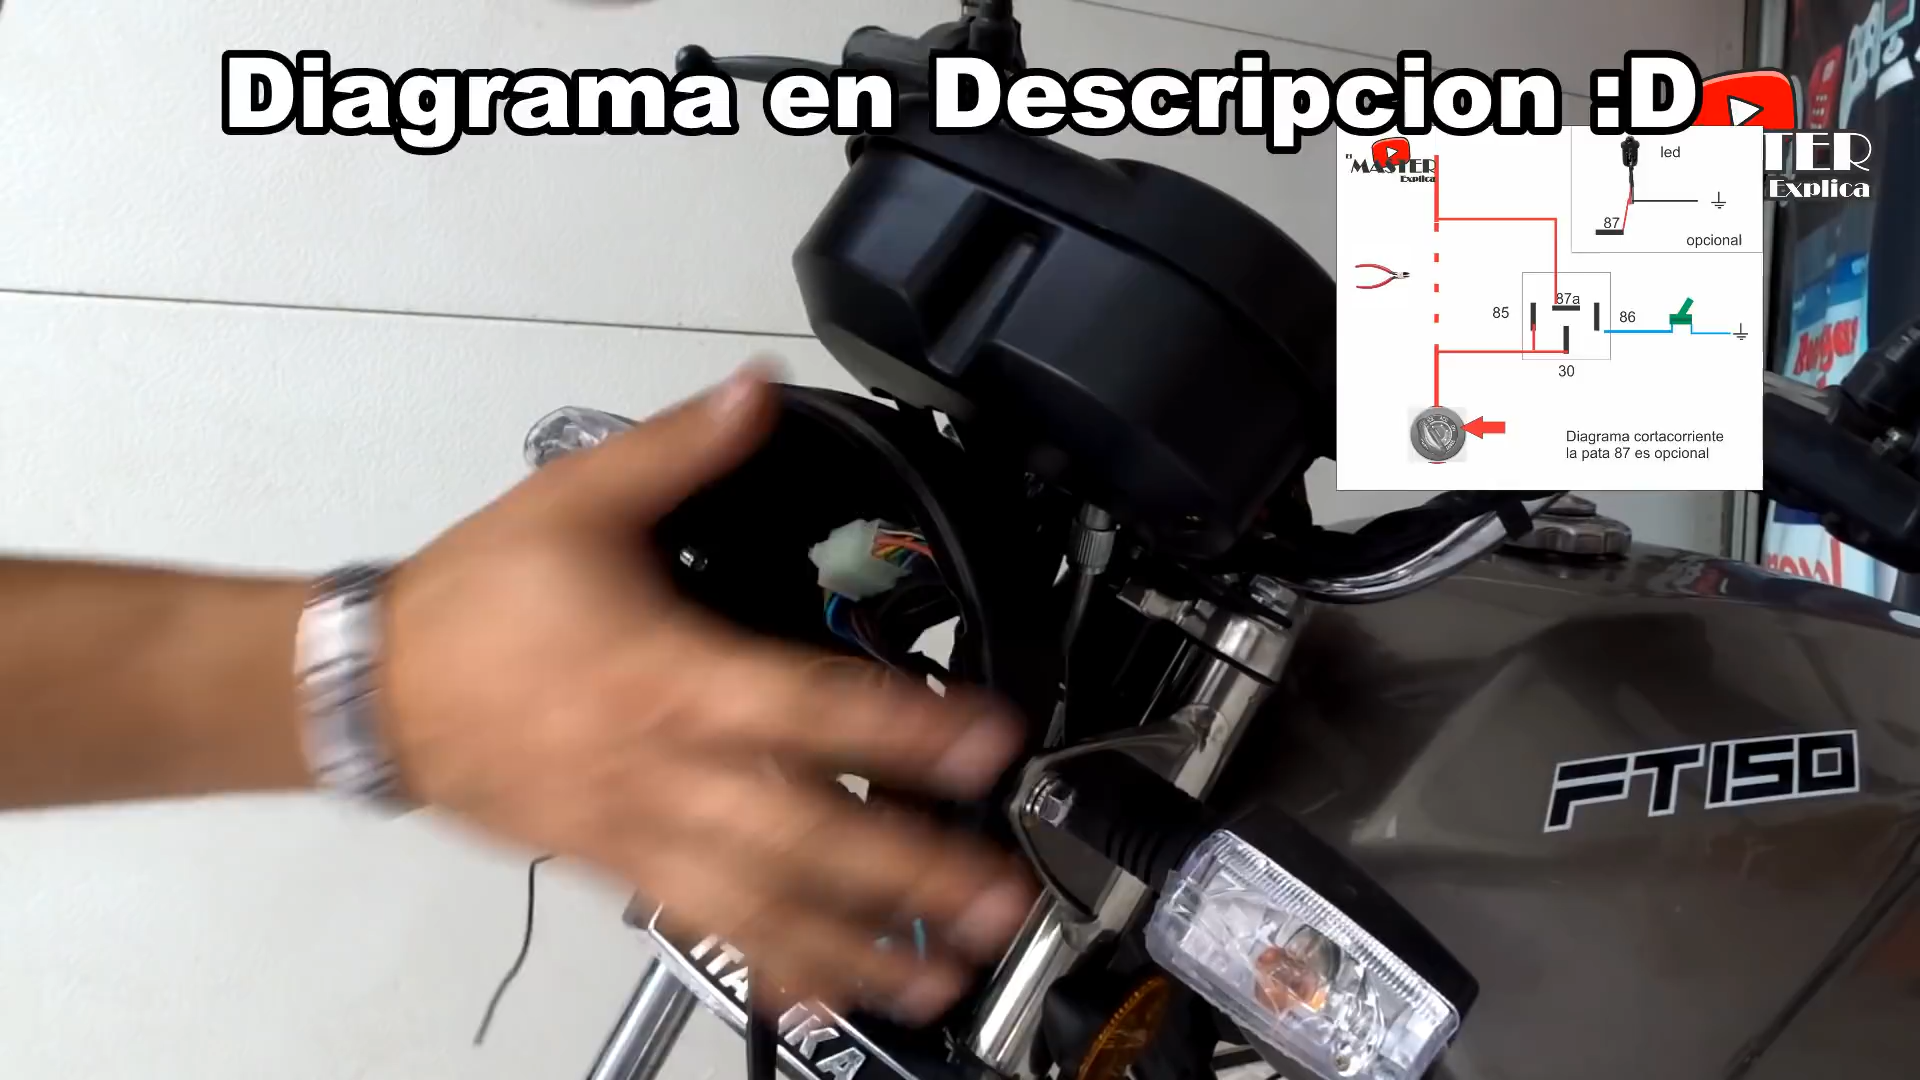 Diagrama en Descripcion :D
El
MASTER
Explica
led
87
opcional
TER
Explica
85
87a
86
30
Diagrama cortacorriente
la pata 87 es opcional
FT150
ITALIKA